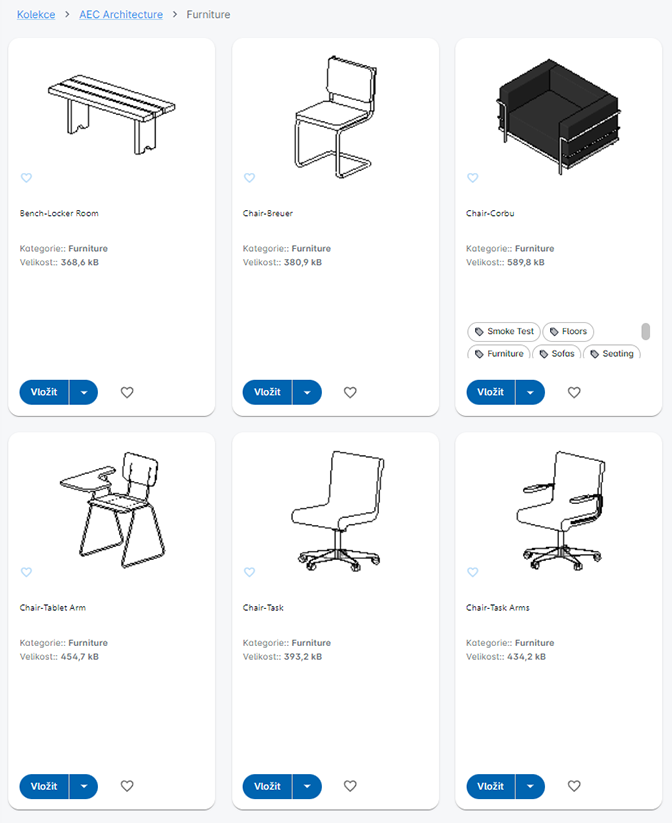 Kolekce > AEC Architecture > Furniture
Bench-Locker Room
Kategorie:: Furniture
Velikost:: 368,6 kB
Vložit
Chair-Breuer
Kategorie:: Furniture
Velikost:: 380,9 kB
Vložit
Chair-Corbu
Kategorie:: Furniture
Velikost:: 589,8 kB
Smoke Test Floors
Furniture Sofas Seating
Vložit
Chair-Tablet Arm
Kategorie:: Furniture
Velikost:: 454,7 kB
Vložit
Chair-Task
Kategorie:: Furniture
Velikost:: 393,2 kB
Vložit
Chair-Task Arms
Kategorie:: Furniture
Velikost:: 434,2 kB
Vložit